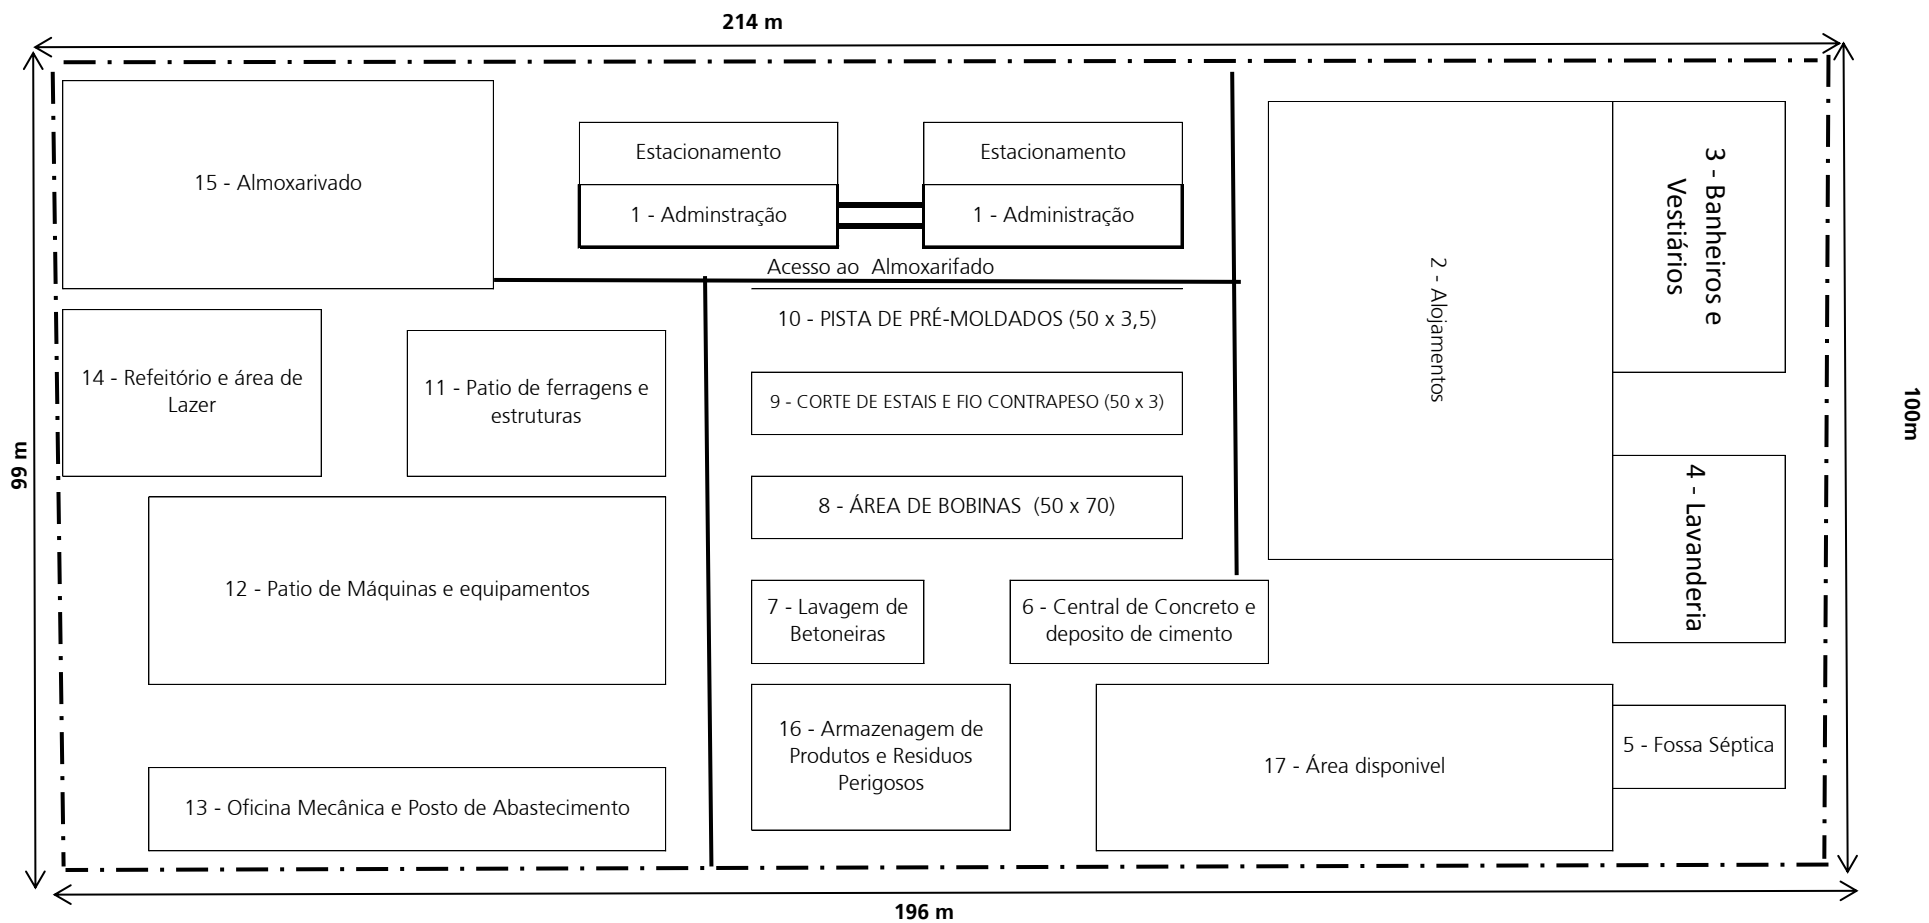 214 m
Estacionamento
Estacionamento
15 - Almoxarivado
1 - Adminstração
1 - Administração
3 - Banheiros e
Vestiários
Acesso ao Almoxarifado
2 - Alojamentos
10 - PISTA DE PRÉ-MOLDADOS (50 x 3,5)
14 - Refeitório e área de
Lazer
11 - Patio de ferragens e
estruturas
9 - CORTE DE ESTAIS E FIO CONTRAPESO (50 x 3)
100m
99 m
8 - ÁREA DE BOBINAS (50 x 70)
4 - Lavanderia
12 - Patio de Máquinas e equipamentos
7 - Lavagem de
Betoneiras
6 - Central de Concreto e
deposito de cimento
16 - Armazenagem de
Produtos e Residuos
Perigosos
17 - Área disponivel
5 - Fossa Séptica
13 - Oficina Mecânica e Posto de Abastecimento
196 m